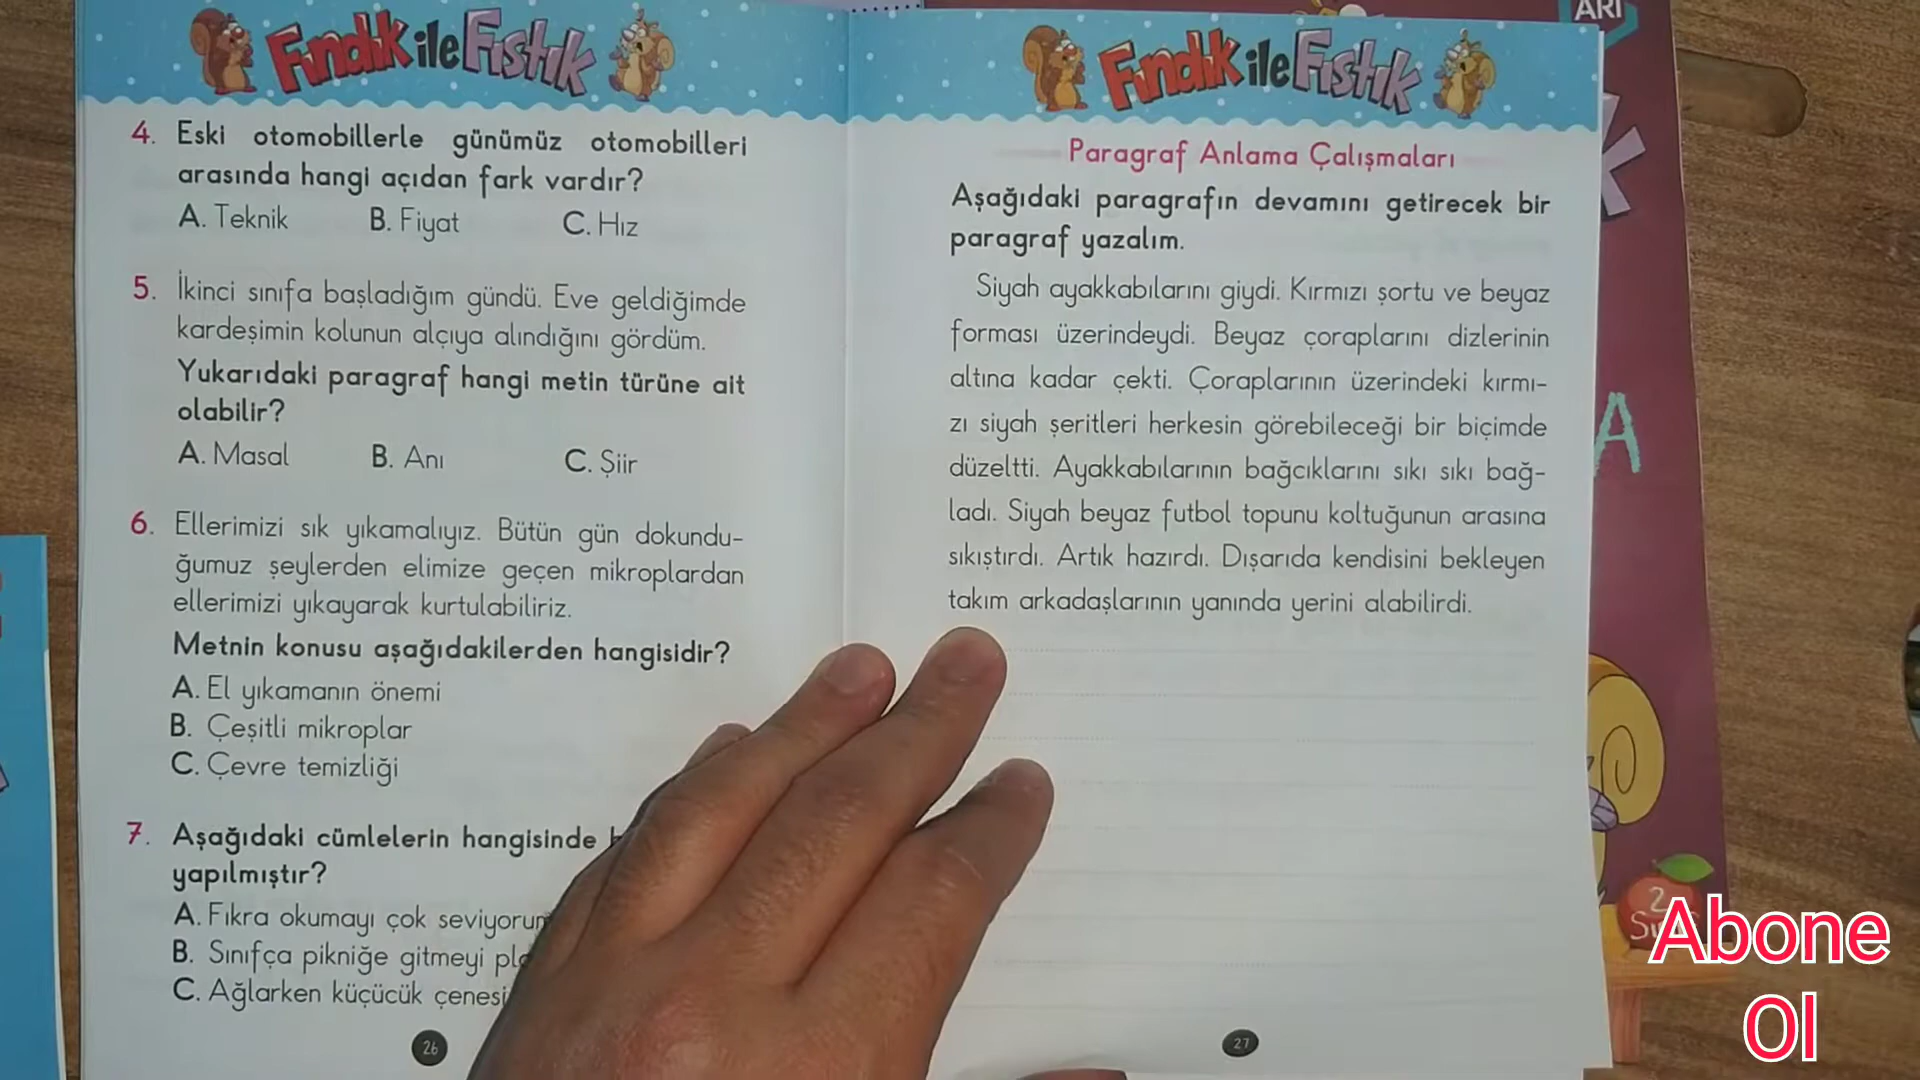 Fındık ile Fıstık
4. Eski otomobillerle günümüz otomobilleri
arasında hangi açıdan fark vardır?
A. Teknik B. Fiyat C. Hız
5. İkinci sınıfa başladığım gündü. Eve geldiğimde
kardeşimin kolunun alçıya alındığını gördüm.
Yukarıdaki paragraf hangi metin türüne ait
olabilir?
A. Masal B. Anı C. Şiir
6. Ellerimizi sık yıkamalıyız. Bütün gün dokundu-
ğumuz şeylerden elimize geçen mikroplardan
ellerimizi yıkayarak kurtulabiliriz.
Metnin konusu aşağıdakilerden hangisidir?
A. El yıkamanın önemi
B. Çeşitli mikroplar
C. Çevre temizliği
7. Aşağıdaki cümlelerin hangisinde
yapılmıştır?
A. Fıkra okumayı çok
B. Sınıfça pikniğe gitmeyi
C. Ağlarken küçücük
26
Fındık ile Fıstık
Paragraf Anlama Çalışmaları
Aşağıdaki paragrafın devamını getirecek bir
paragraf yazalım.
Siyah ayakkabılarını giydi. Kırmızı şortu ve beyaz
forması üzerindeydi. Beyaz çoraplarını dizlerinin
altına kadar çekti. Çoraplarının üzerindeki kırmı-
zı siyah şeritleri herkesin görebileceği bir biçimde
düzeltti. Ayakkabılarının bağcıklarını sıkı sıkı bağ-
ladı. Siyah beyaz futbol topunu koltuğunun arasına
sıkıştırdı. Artık hazırdı. Dışarıda kendisini bekleyen
takım arkadaşlarının yanında yerini alabilirdi.
27
ARI
A
2.
Abone
Ol